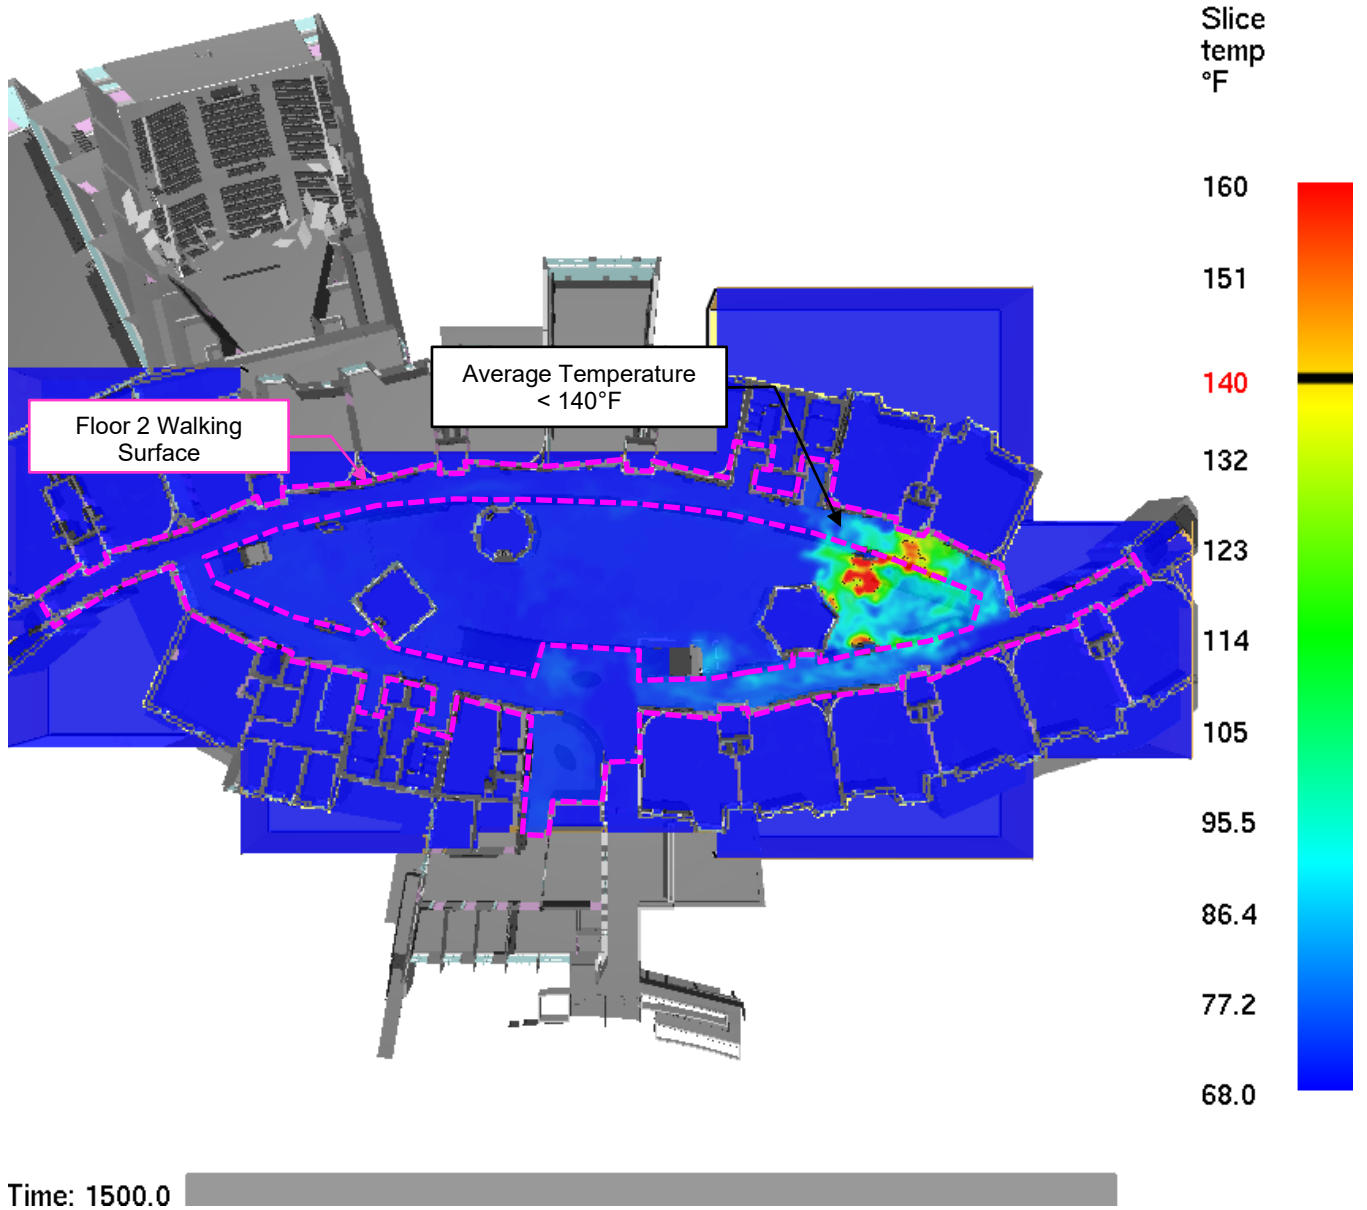 Slice
temp
°F
160
151
140
132
123
114
105
95.5
86.4
77.2
68.0
Average Temperature
< 140°F
Floor 2 Walking
Surface
Time: 1500.0